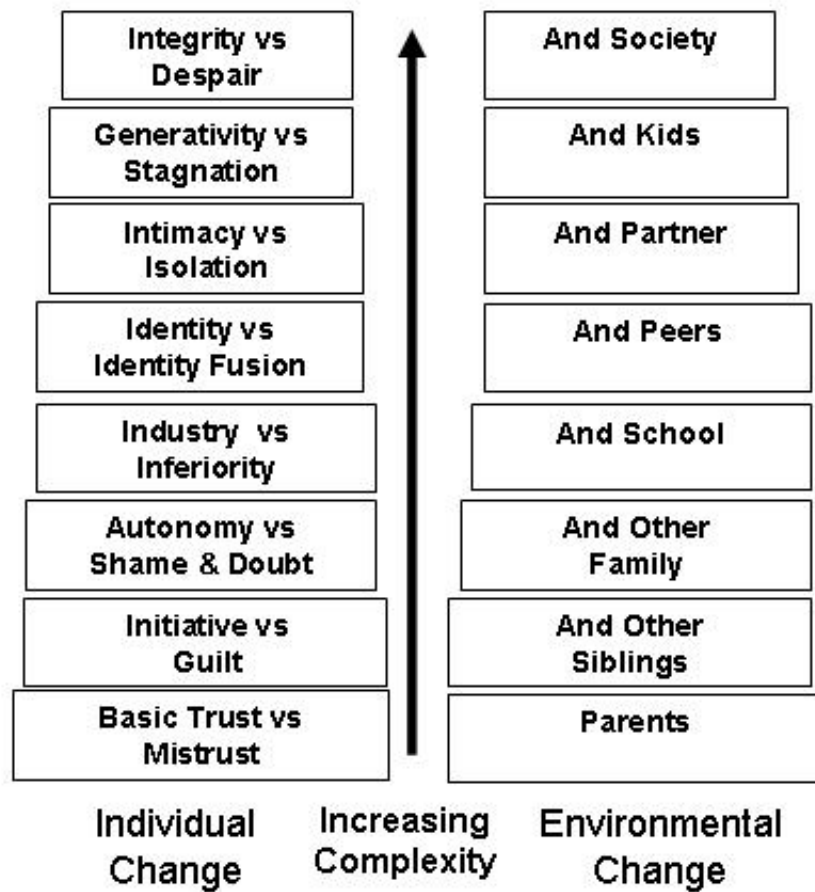 Integrity vs
Despair
And Society
Generativity vs
Stagnation
And Kids
Intimacy vs
Isolation
And Partner
Identity vs
Identity Fusion
And Peers
Industry vs
Inferiority
And School
Autonomy vs
Shame & Doubt
And Other
Family
Initiative vs
Guilt
And Other
Siblings
Basic Trust vs
Mistrust
Parents
Individual
Change
Increasing
Complexity
Environmental
Change